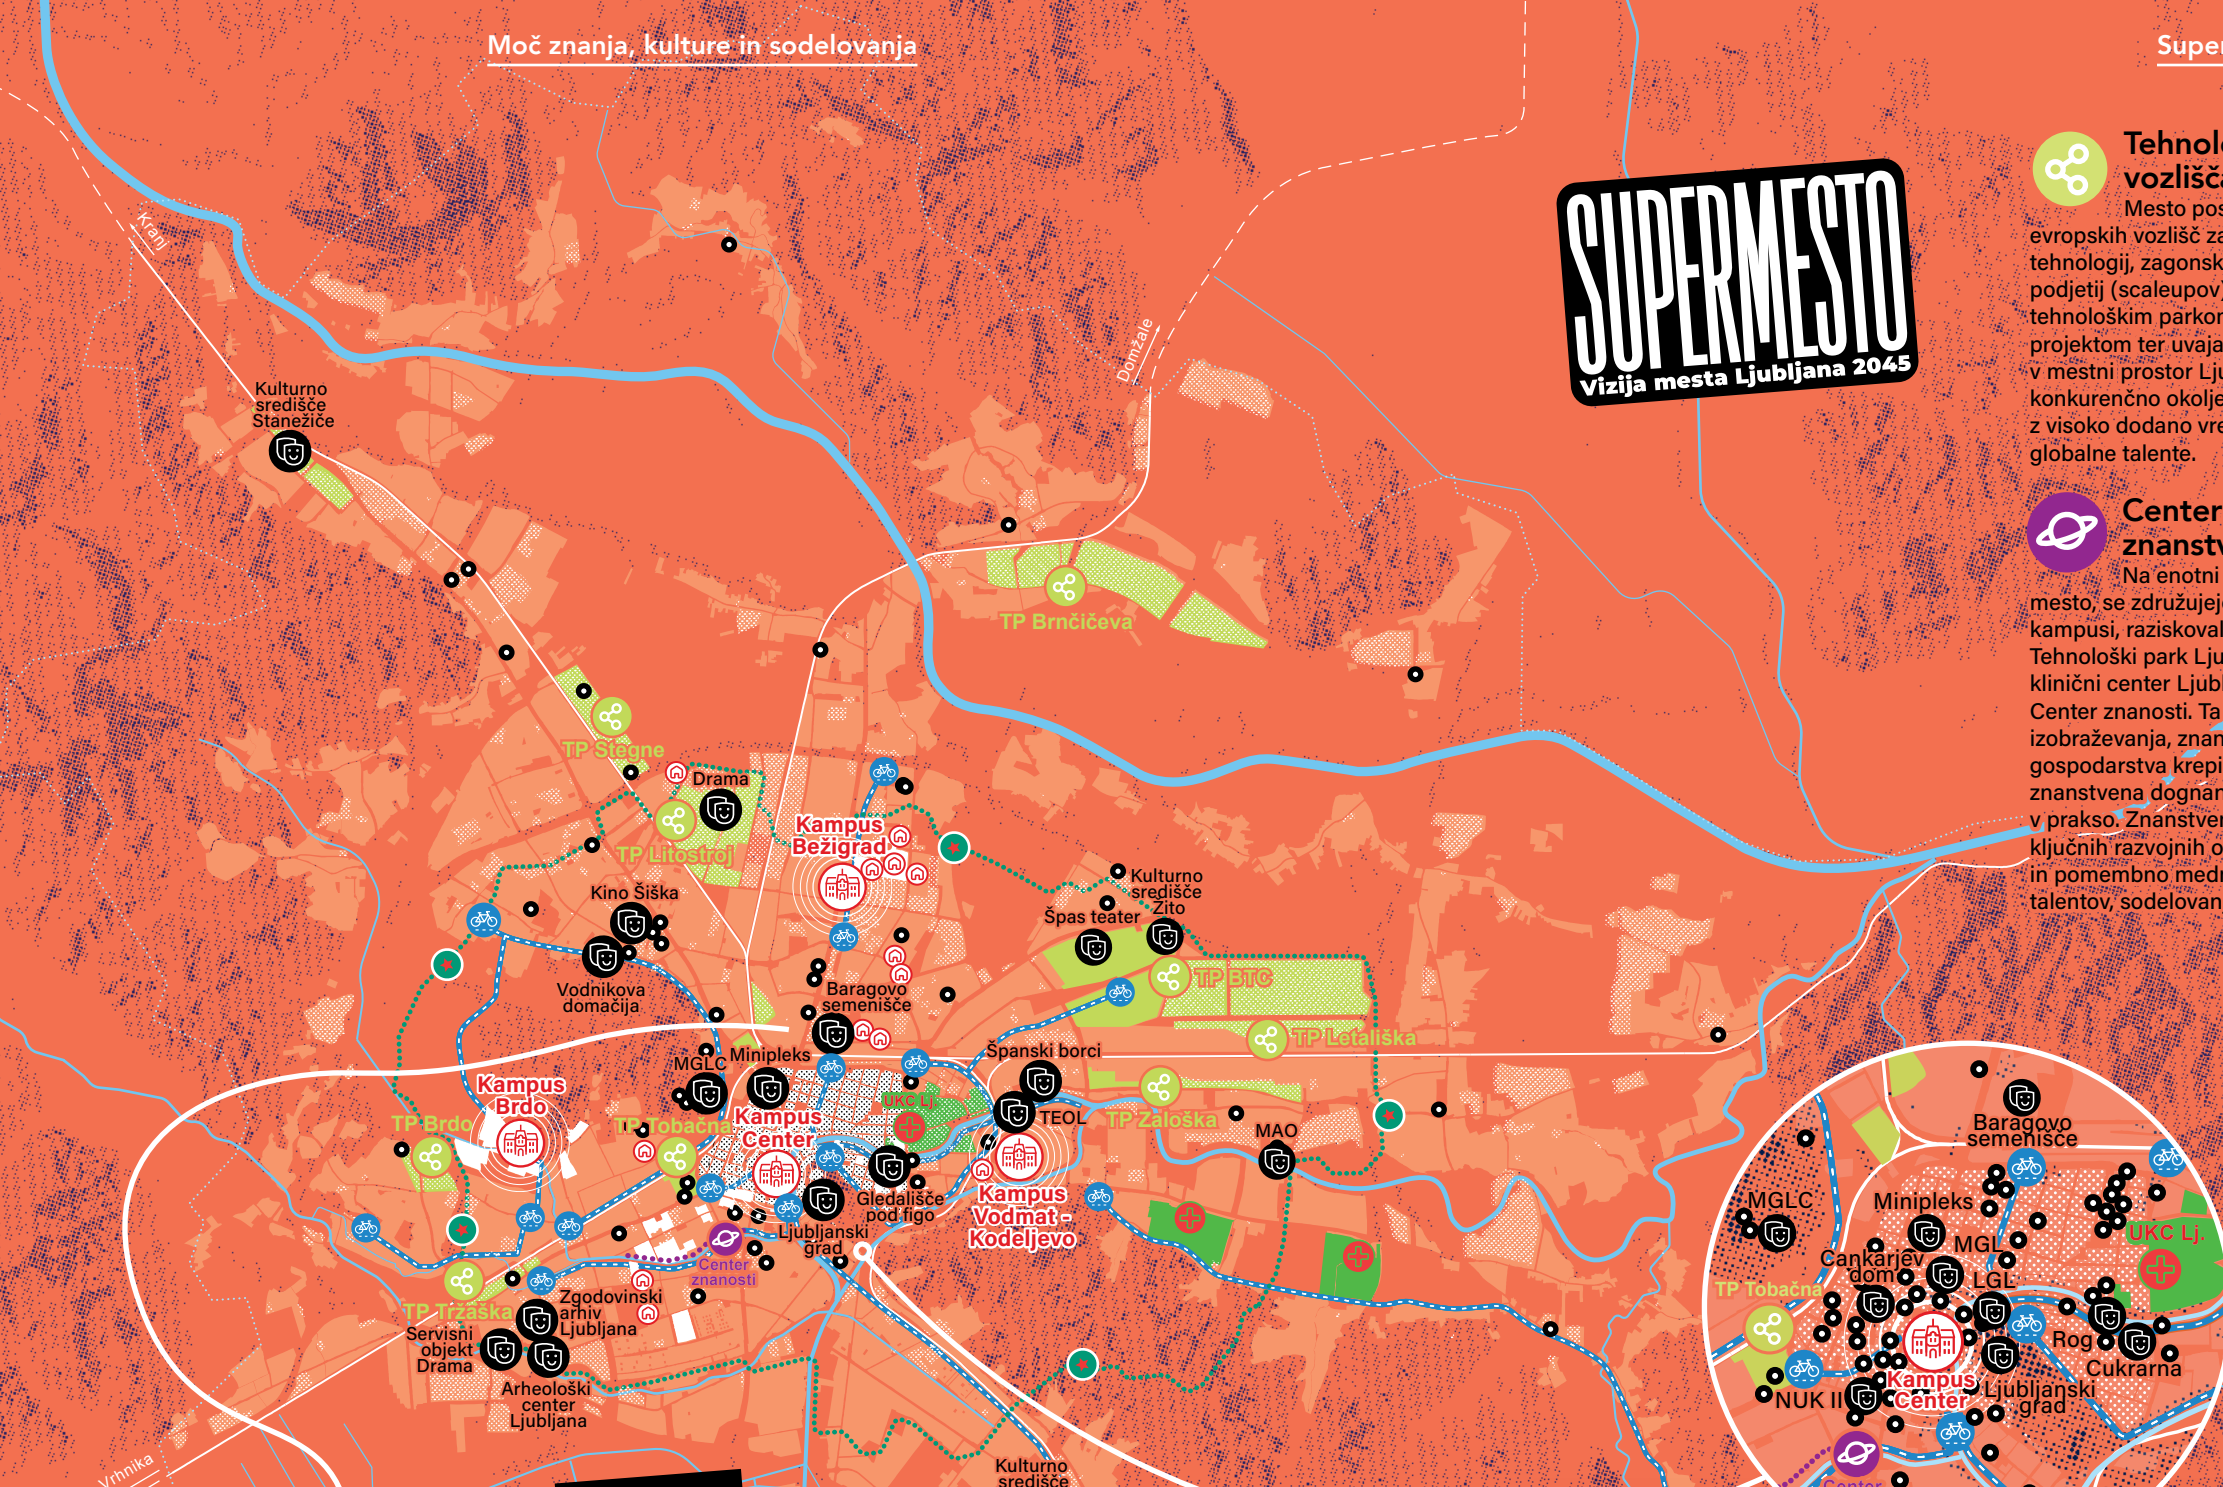 Moč znanja, kulture in sodelovanja
Super
Kranj
Domžale
SUPERMESTO
Vizija mesta Ljubljana 2045
Tehnol
vozlišč
Mesto pos
evropskih vozlišč za
tehnologij, zagonsk
podjetij (scaleupov)
tehnološkim parkom
projektom ter uvaja
v mestni prostor Lju
konkurenčno okolje
z visoko dodano vre
globalne talente.
Center
znanstv
Na enotni
mesto, se združujej
kampusi, raziskoval
Tehnološki park Lju
klinični center Ljubl
Center znanosti. Ta
izobraževanja, znan
gospodarstva krepi
znanstvena dognan
v prakso. Znanstven
ključnih razvojnih o
in pomembno medn
talentov, sodelovan
Kulturno
središče
Stanežiče
TP Brnčičeva
TP Stegne
Drama
TP Litostroj
Kampus
Bežigrad
Kino Šiška
Vodnikova
domačija
Kulturno
središče
Zito
Špas teater
TP BTC
TP Letališka
Baragovo
semenišče
MGLC
Minipleks
Španski borci
TEOL
TP Zaloška
MAO
UKC Lj.
Kampus
Brdo
TP Brdo
TP Tobačna
Kampus
Center
Gledališče
pod figo
Ljubljanski
grad
Kampus
Vodmat -
Kodeljevo
Center
znanosti
TP Tržaška
Zgodovinski
arhiv
Ljubljana
Servisni
objekt
Drama
Arheološki
center
Ljubljana
Vrhnika
Kulturno
središče
Baragovo
semenišče
MGLC
Minipleks
UKC Lj.
MGL
Cankarjev
dom
LGL
TP Tobačna
Rog
Cukrarna
Kampus
Center
Ljubljanski
grad
NUK II
Center